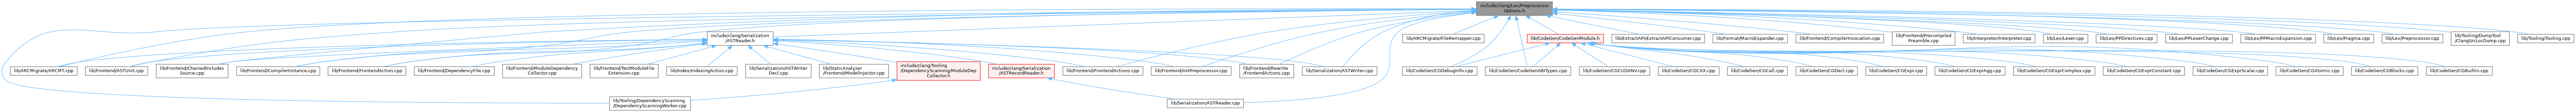 include/clang/Lex/Preprocessor
Options.h
include/clang/Serialization
/ASTReader.h
lib/ARCMigrate/FileRemapper.cpp
lib/CodeGen/CodeGenModule.h
lib/ExtractAPI/ExtractAPIConsumer.cpp
lib/Format/MacroExpander.cpp
lib/Frontend/CompilerInvocation.cpp
lib/Frontend/Precompiled
Preamble.cpp
lib/Interpreter/Interpreter.cpp
lib/Lex/Lexer.cpp
lib/Lex/PPDirectives.cpp
lib/Lex/PPLexerChange.cpp
lib/Lex/PPMacroExpansion.cpp
lib/Lex/Pragma.cpp
lib/Lex/Preprocessor.cpp
lib/Tooling/DumpTool
/ClangSrcLocDump.cpp
lib/Tooling/Tooling.cpp
lib/ARCMigrate/ARCMT.cpp
lib/Frontend/ASTUnit.cpp
lib/Frontend/ChainedIncludes
Source.cpp
lib/Frontend/CompilerInstance.cpp
lib/Frontend/FrontendAction.cpp
lib/Frontend/DependencyFile.cpp
lib/Frontend/ModuleDependency
Collector.cpp
lib/Frontend/TestModuleFile
Extension.cpp
lib/Index/IndexingAction.cpp
lib/Serialization/ASTWriter
Decl.cpp
lib/StaticAnalyzer
/Frontend/ModelInjector.cpp
include/clang/Tooling
/DependencyScanning/ModuleDep
Collector.h
include/clang/Serialization
/ASTRecordReader.h
lib/Frontend/FrontendActions.cpp
lib/Frontend/InitPreprocessor.cpp
lib/Frontend/Rewrite
/FrontendActions.cpp
lib/Serialization/ASTWriter.cpp
lib/CodeGen/CGDebugInfo.cpp
lib/CodeGen/CodeGenABITypes.cpp
lib/CodeGen/CGCUDANV.cpp
lib/CodeGen/CGCXX.cpp
lib/CodeGen/CGCall.cpp
lib/CodeGen/CGDecl.cpp
lib/CodeGen/CGExpr.cpp
lib/CodeGen/CGExprAgg.cpp
lib/CodeGen/CGExprComplex.cpp
lib/CodeGen/CGExprConstant.cpp
lib/CodeGen/CGExprScalar.cpp
lib/CodeGen/CGAtomic.cpp
lib/CodeGen/CGBlocks.cpp
lib/CodeGen/CGBuiltin.cpp
lib/Tooling/DependencyScanning
/DependencyScanningWorker.cpp
lib/Serialization/ASTReader.cpp